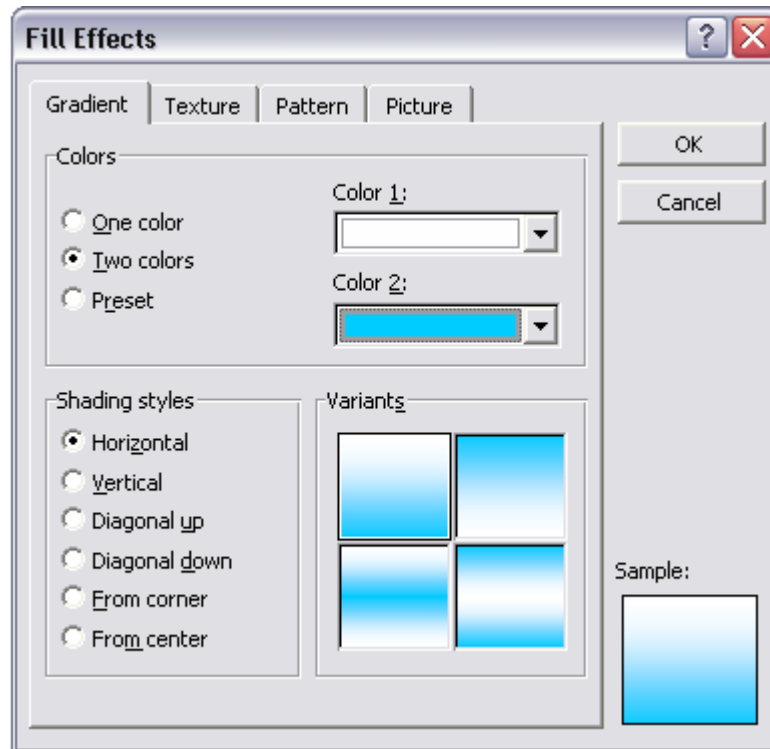 Fill Effects
?
Gradient
Texture
Pattern
Picture
OK
Cancel
Colors
One color
Two colors
Preset
Color 1:
Color 2:
Shading styles
Horizontal
Vertical
Diagonal up
Diagonal down
From corner
From center
Variants
Sample: